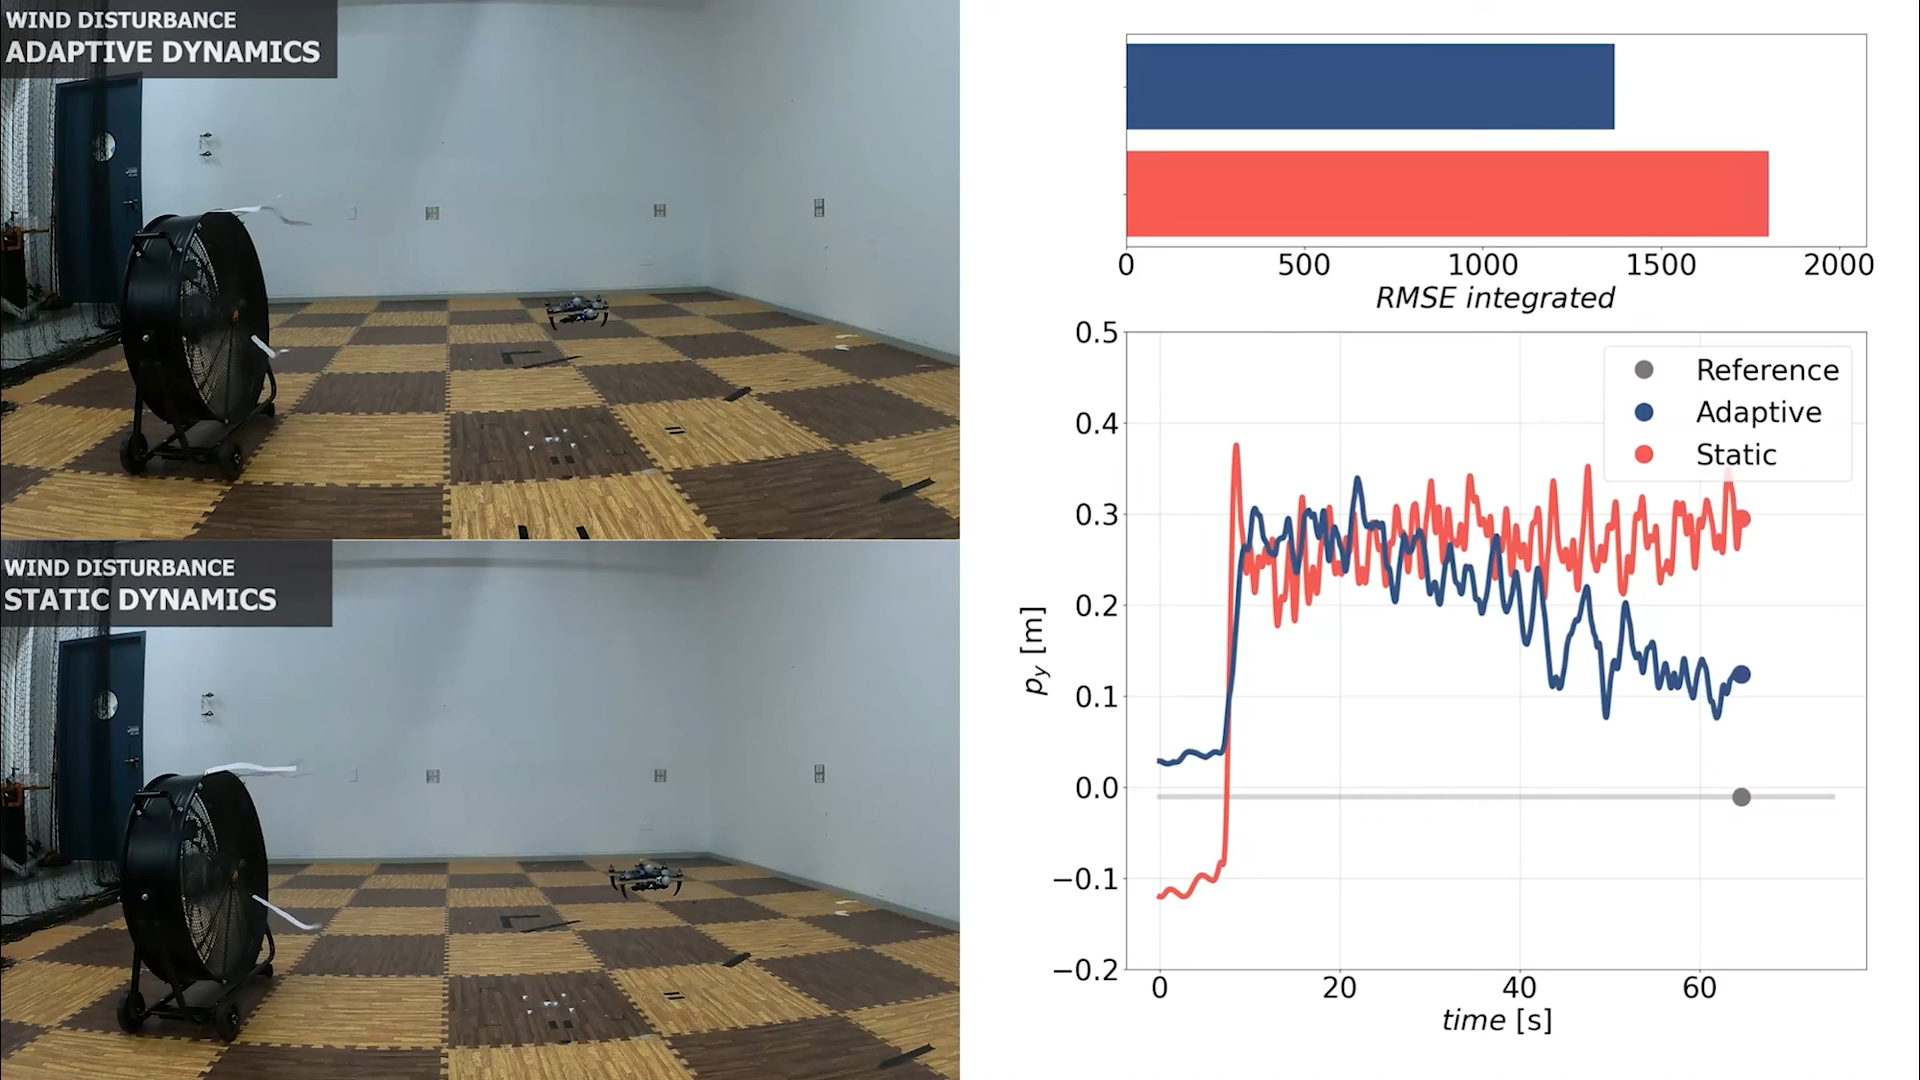 WIND DISTURBANCE
ADAPTIVE DYNAMICS
WIND DISTURBANCE
STATIC DYNAMICS
0 500 1000 1500 2000
RMSE integrated
0.5
0.4
0.3
0.2
0.1
0.0
−0.1
−0.2
p_y [m]
Reference
Adaptive
Static
0 20 40 60
time [s]